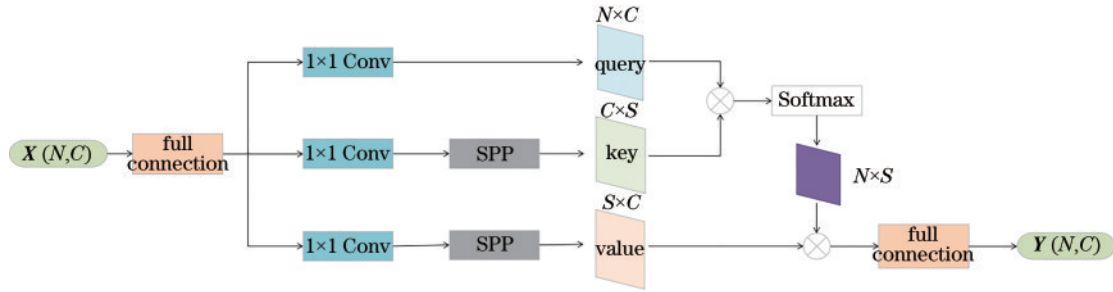 N×C
1×1 Conv
query
Softmax
C×S
X (N,C)
full
connection
1×1 Conv
SPP
key
N×S
S×C
1×1 Conv
SPP
value
full
connection
Y (N,C)